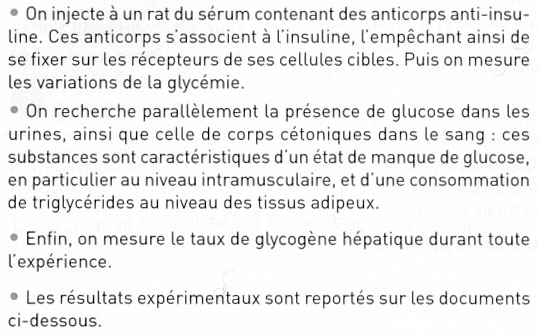 • On injecte à un rat du sérum contenant des anticorps anti-insu-
line. Ces anticorps s'associent à l'insuline, l'empêchant ainsi de
se fixer sur les récepteurs de ses cellules cibles. Puis on mesure
les variations de la glycémie.
• On recherche parallèlement la présence de glucose dans les
urines, ainsi que celle de corps cétoniques dans le sang : ces
substances sont caractéristiques d'un état de manque de glucose,
en particulier au niveau intramusculaire, et d'une consommation
de triglycérides au niveau des tissus adipeux.
• Enfin, on mesure le taux de glycogène hépatique durant toute
l'expérience.
• Les résultats expérimentaux sont reportés sur les documents
ci-dessous.